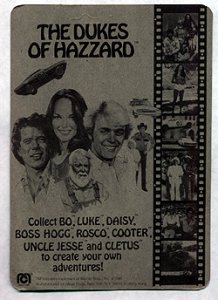 THE DUKES
OF HAZZARD™
Collect BO, LUKE, DAISY,
BOSS HOGG, ROSCO, COOTER,
UNCLE JESSE and CLETUS
to create your own
adventures!